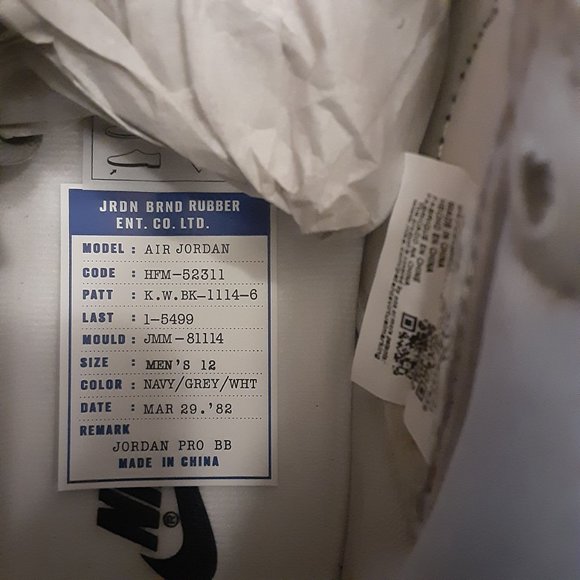 JRDN BRND RUBBER
ENT. CO. LTD.
MODEL : AIR JORDAN
CODE : HFM-52311
PATT : K.W.BK-1114-6
LAST : 1-5499
MOULD : JMM-81114
SIZE : MEN'S 12
COLOR : NAVY/GREY/WHT
DATE : MAR 29.'82
REMARK
JORDAN PRO BB
MADE IN CHINA
®